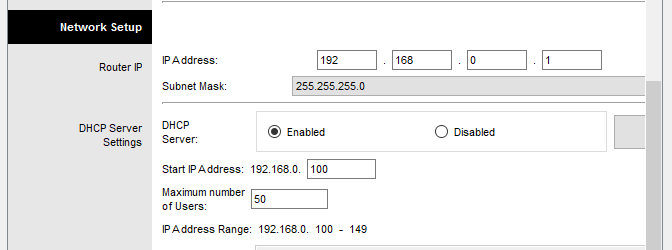 Network Setup
Router IP
IP Address: 192 . 168 . 0 . 1
Subnet Mask: 255.255.255.0
DHCP Server
Settings
DHCP
Server:
Enabled Disabled
Start IP Address: 192.168.0. 100
Maximum number
of Users:
50
IP Address Range: 192.168.0. 100 - 149